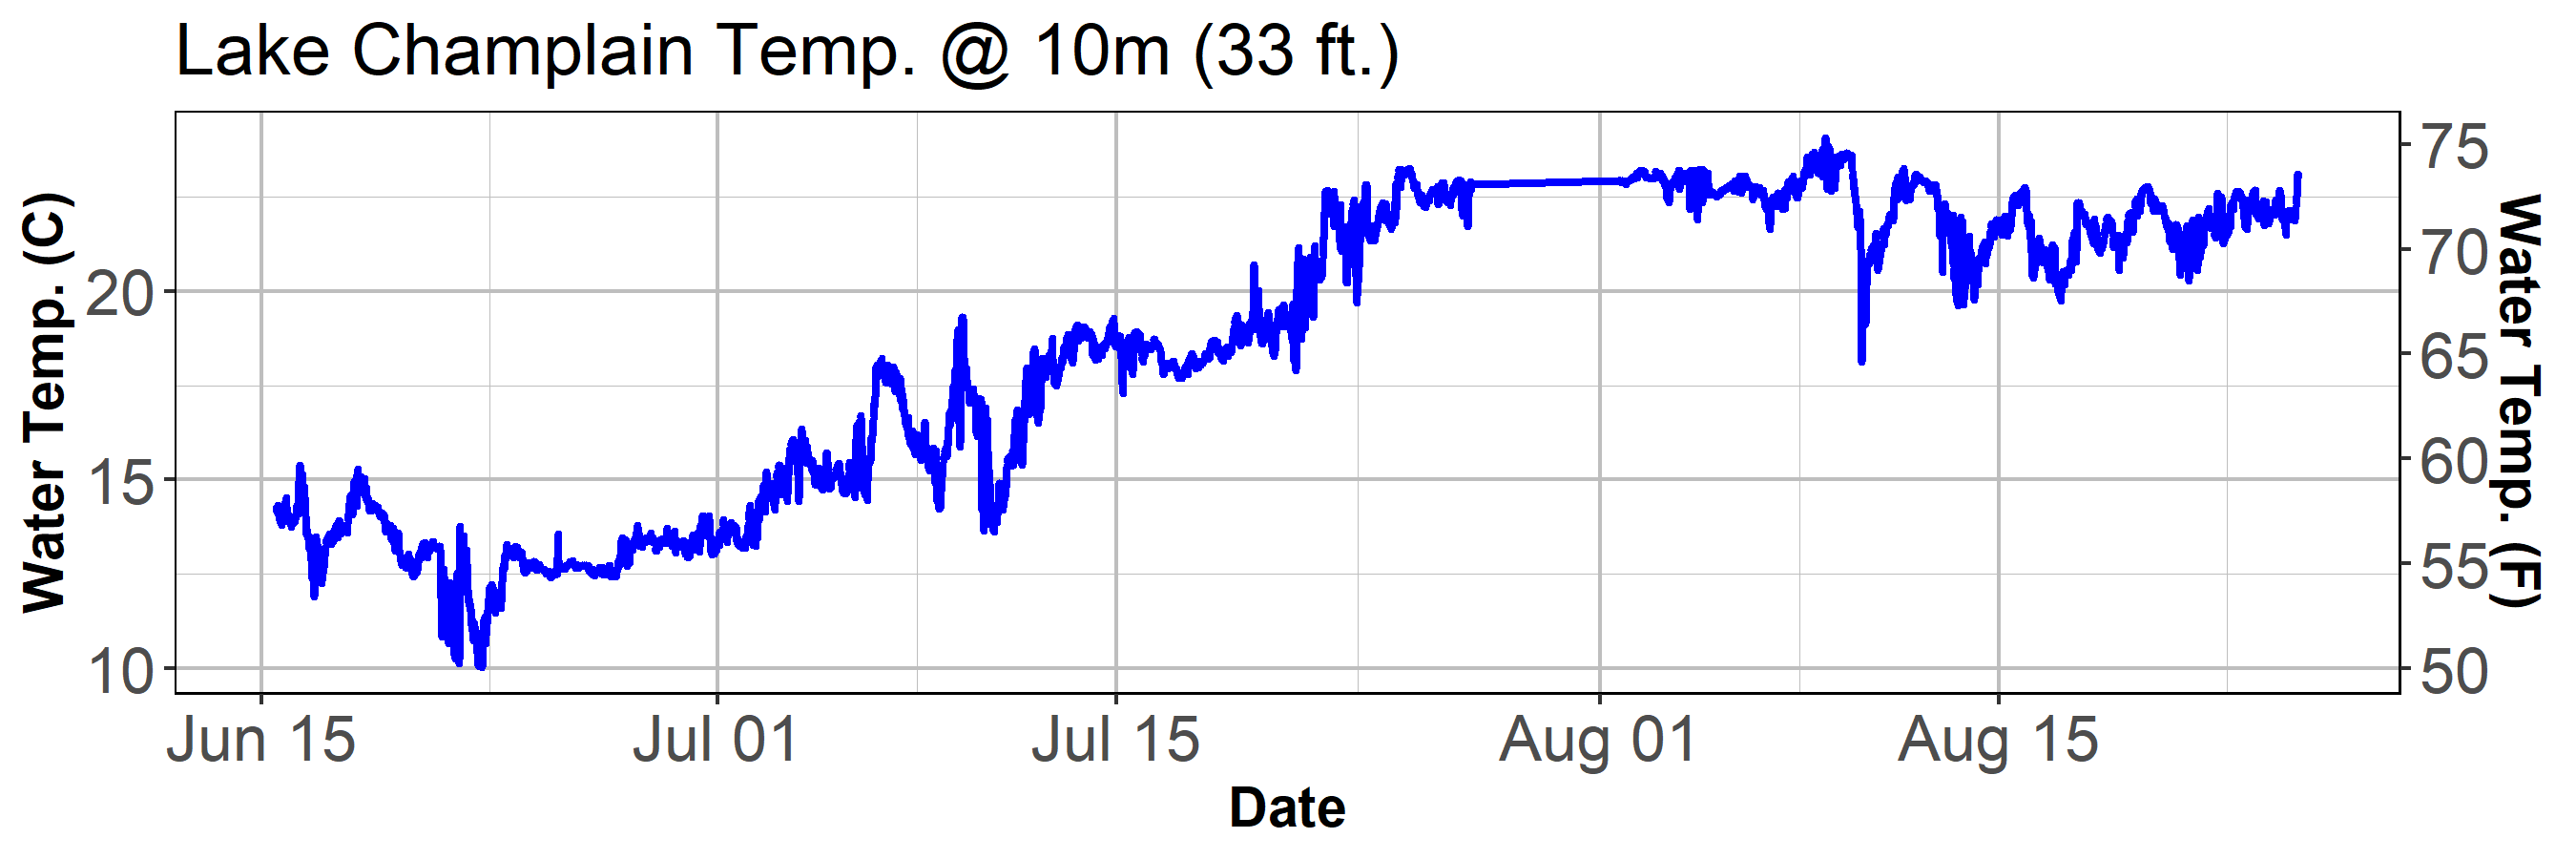 Lake Champlain Temp. @ 10m (33 ft.)
Water Temp. (C)
20
15
10
75
70
65
60
55
50
Water Temp. (F)
Jun 15 Jul 01 Jul 15 Aug 01 Aug 15
Date